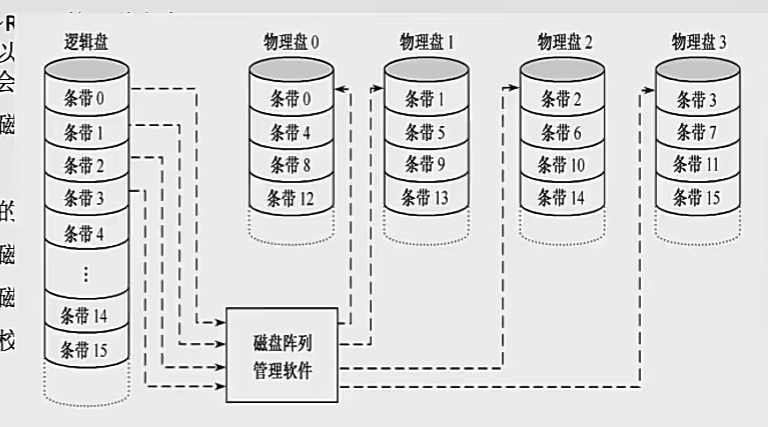 R
以
会
磁
的
磁
磁
校
逻辑盘
条带 0
条带 1
条带 2
条带 3
条带 4
⋮
条带 14
条带 15
物理盘 0
条带 0
条带 4
条带 8
条带 12
物理盘 1
条带 1
条带 5
条带 9
条带 13
物理盘 2
条带 2
条带 6
条带 10
条带 14
物理盘 3
条带 3
条带 7
条带 11
条带 15
磁盘阵列
管理软件